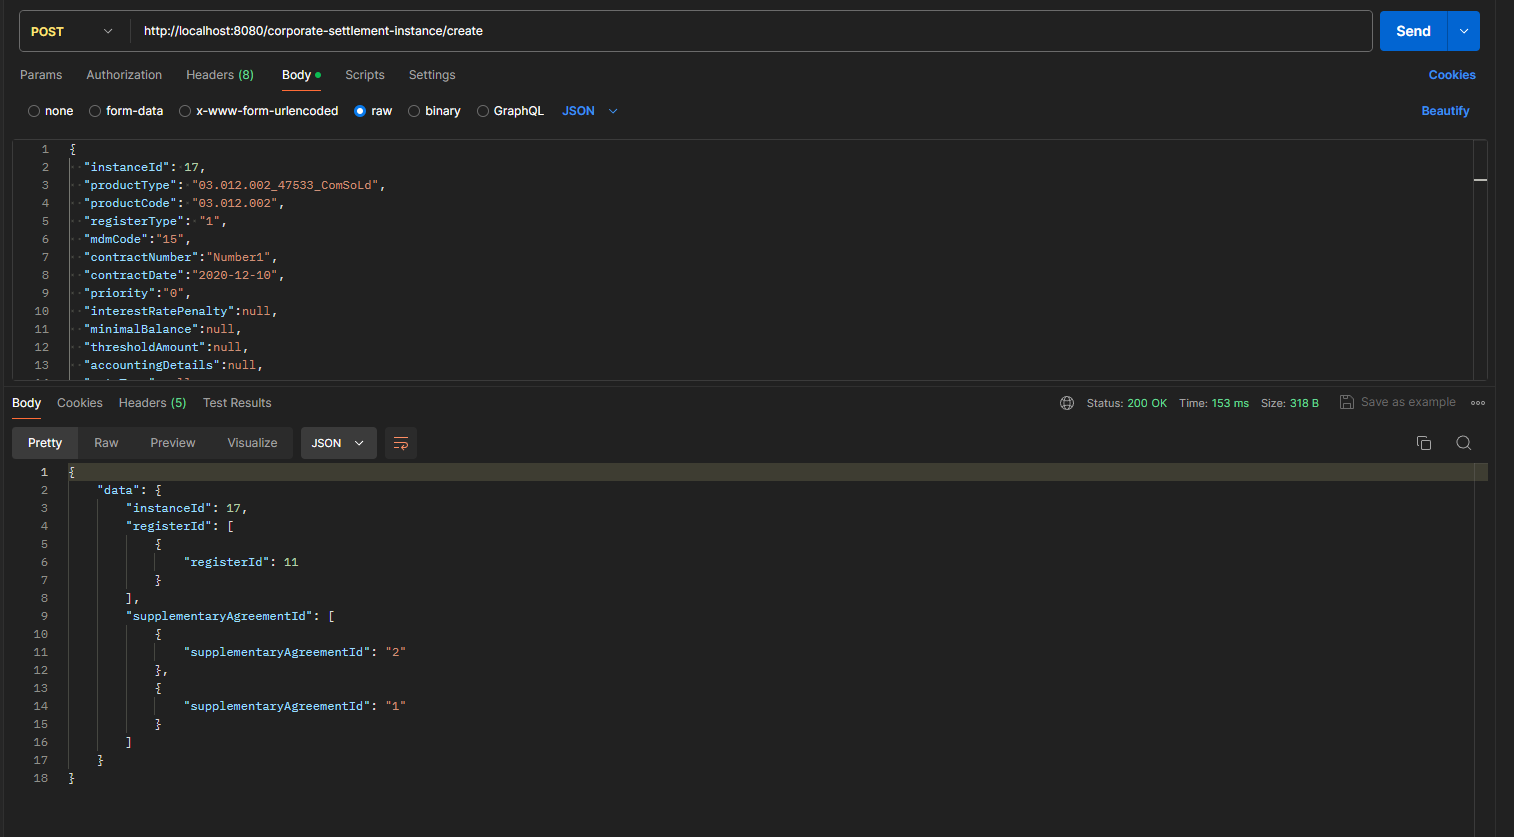 POST http://localhost:8080/corporate-settlement-instance/create Send
Params Authorization Headers (8) Body Scripts Settings Cookies
none form-data x-www-form-urlencoded raw binary GraphQL JSON Beautify
1 {
2 "instanceId": 17,
3 "productType": "03.012.002_47533_ComSoLd",
4 "productCode": "03.012.002",
5 "registerType": "1",
6 "mdmCode":"15",
7 "contractNumber":"Number1",
8 "contractDate":"2020-12-10",
9 "priority":"0",
10 "interestRatePenalty":null,
11 "minimalBalance":null,
12 "thresholdAmount":null,
13 "accountingDetails":null,
Body Cookies Headers (5) Test Results Status: 200 OK Time: 153 ms Size: 318 B Save as example
Pretty Raw Preview Visualize JSON
1 {
2 "data": {
3 "instanceId": 17,
4 "registerId": [
5 {
6 "registerId": 11
7 }
8 ],
9 "supplementaryAgreementId": [
10 {
11 "supplementaryAgreementId": "2"
12 },
13 {
14 "supplementaryAgreementId": "1"
15 }
16 ]
17 }
18 }